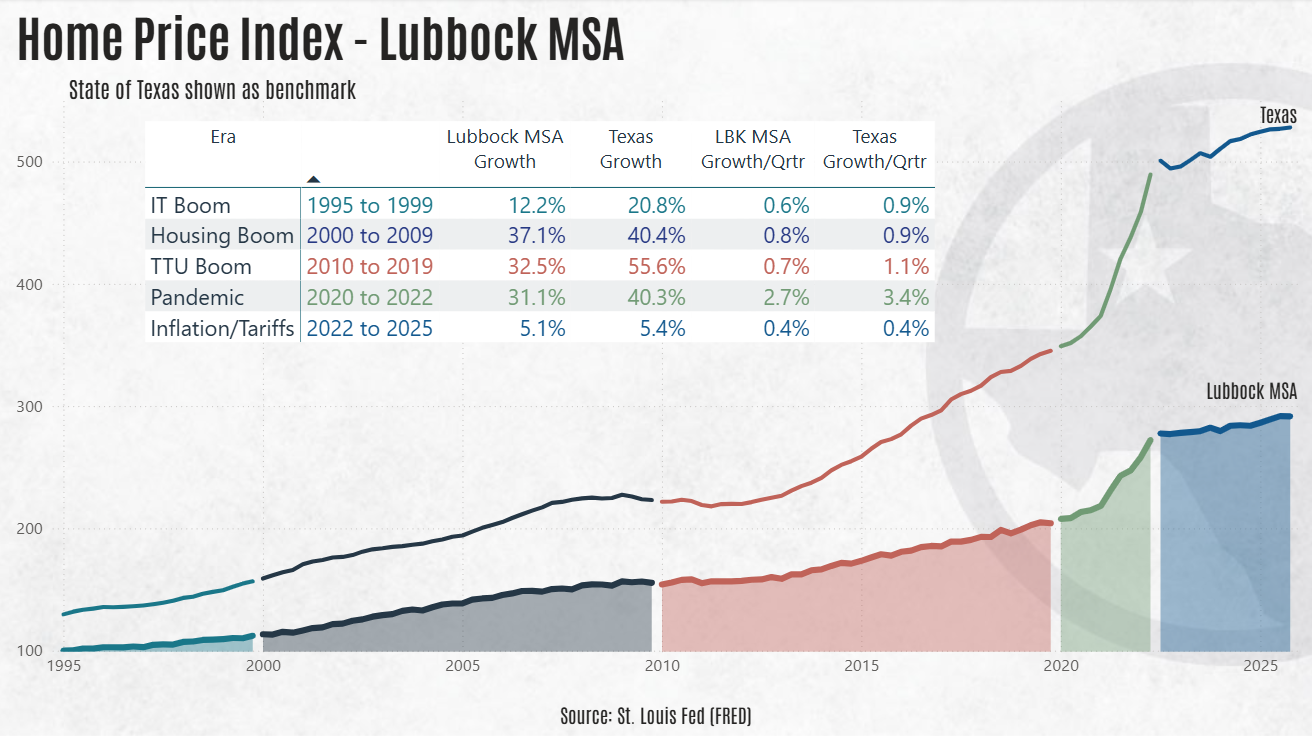 Home Price Index - Lubbock MSA
State of Texas shown as benchmark
Era Lubbock MSA Growth Texas Growth LBK MSA Growth/Qrtr Texas Growth/Qrtr
IT Boom 1995 to 1999 12.2% 20.8% 0.6% 0.9%
Housing Boom 2000 to 2009 37.1% 40.4% 0.8% 0.9%
TTU Boom 2010 to 2019 32.5% 55.6% 0.7% 1.1%
Pandemic 2020 to 2022 31.1% 40.3% 2.7% 3.4%
Inflation/Tariffs 2022 to 2025 5.1% 5.4% 0.4% 0.4%
Texas
Lubbock MSA
500
400
300
200
100
1995 2000 2005 2010 2015 2020 2025
Source: St. Louis Fed (FRED)